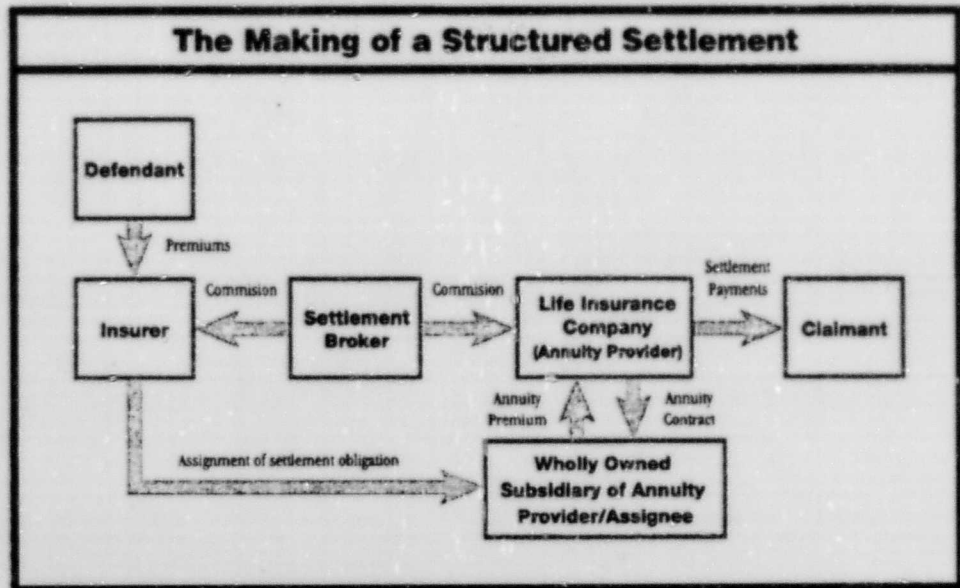 The Making of a Structured Settlement
Defendant
Premiums
Insurer
Commision
Settlement
Broker
Commision
Life Insurance
Company
(Annuity Provider)
Settlement
Payments
Claimant
Annuity
Premium
Annuity
Contract
Assignment of settlement obligation
Wholly Owned
Subsidiary of Annuity
Provider/Assignee